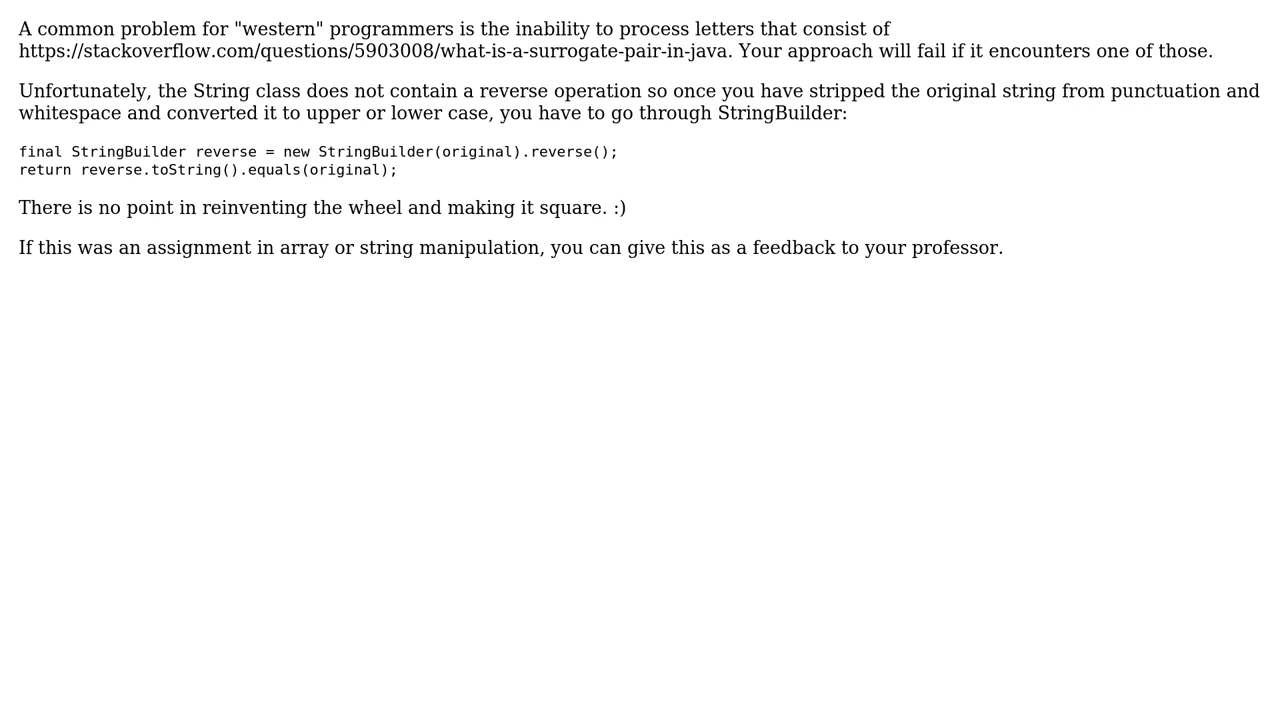 A common problem for "western" programmers is the inability to process letters that consist of
https://stackoverflow.com/questions/5903008/what-is-a-surrogate-pair-in-java. Your approach will fail if it encounters one of those.
Unfortunately, the String class does not contain a reverse operation so once you have stripped the original string from punctuation and
whitespace and converted it to upper or lower case, you have to go through StringBuilder:
final StringBuilder reverse = new StringBuilder(original).reverse();
return reverse.toString().equals(original);
There is no point in reinventing the wheel and making it square. :)
If this was an assignment in array or string manipulation, you can give this as a feedback to your professor.